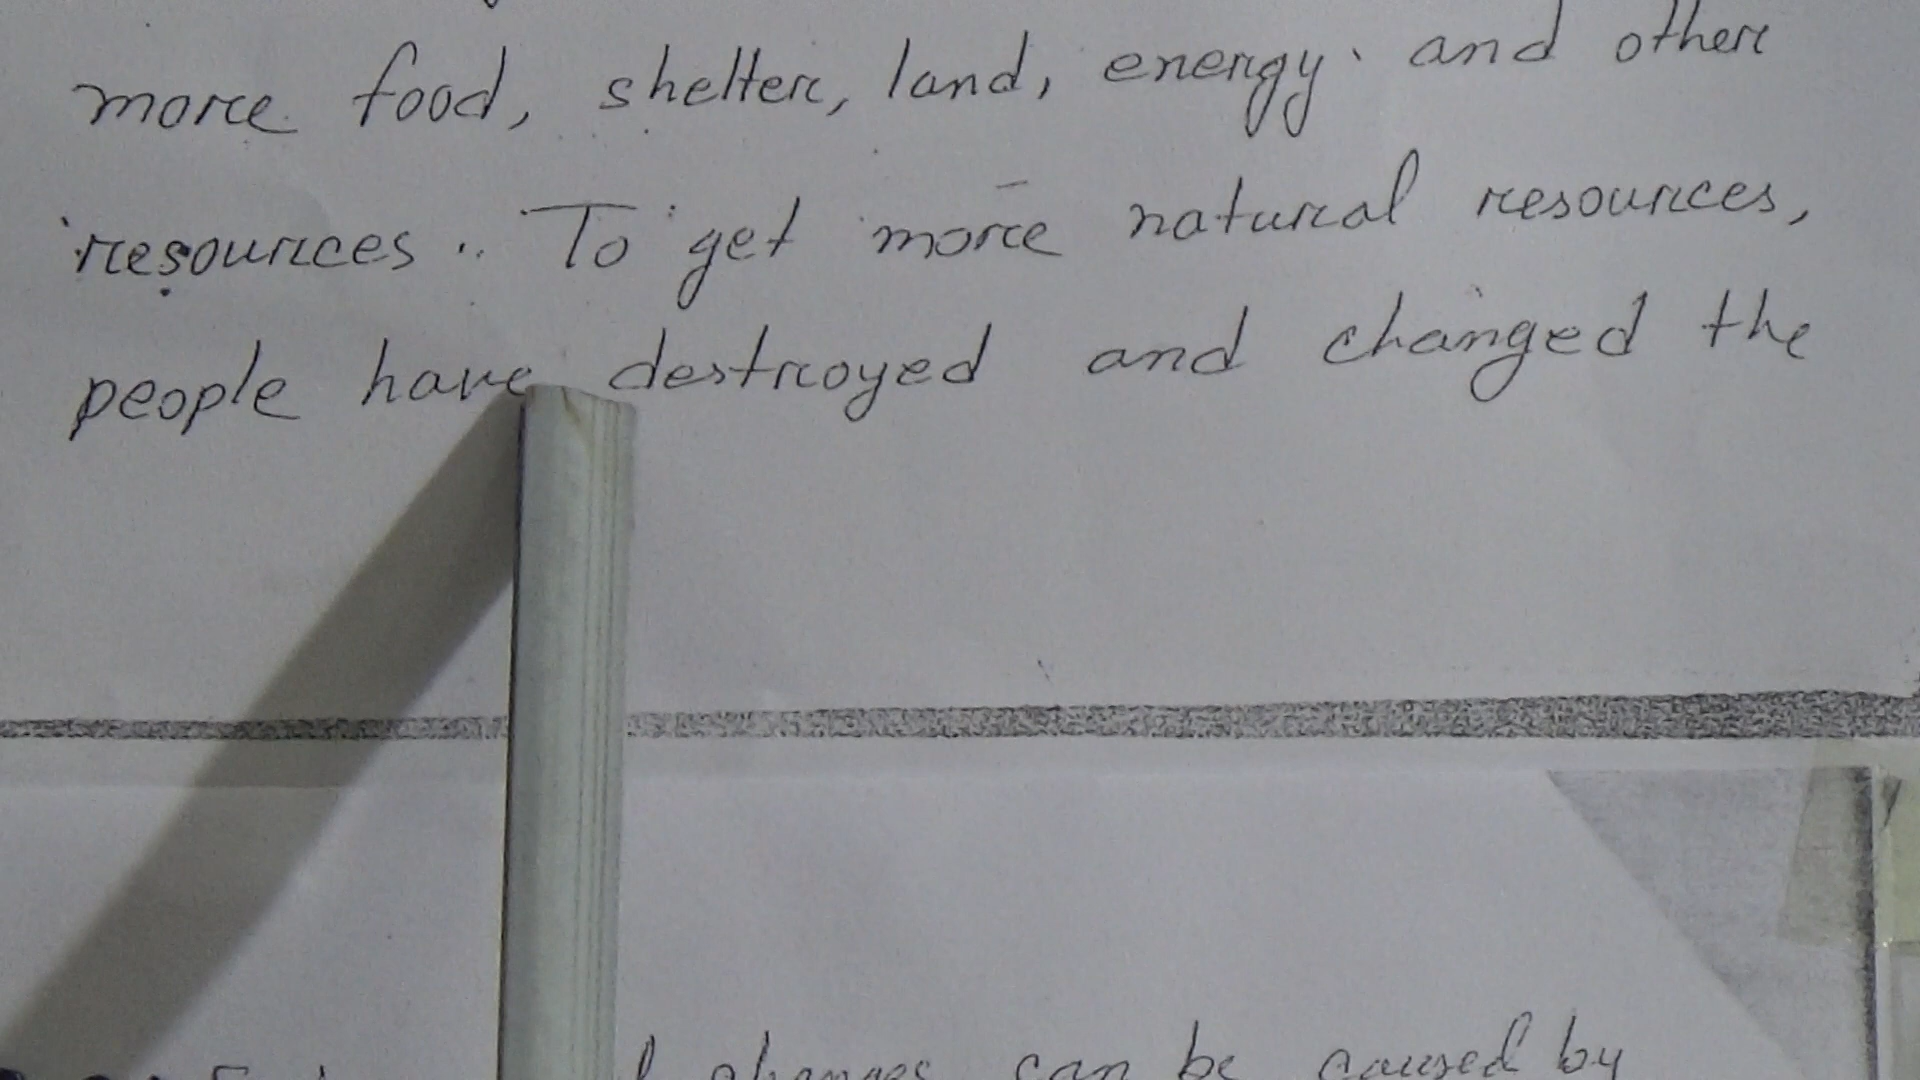 more food, shelter, land, energy and other
resources. To get more natural resources,
people have destroyed and changed the
changes can be caused by